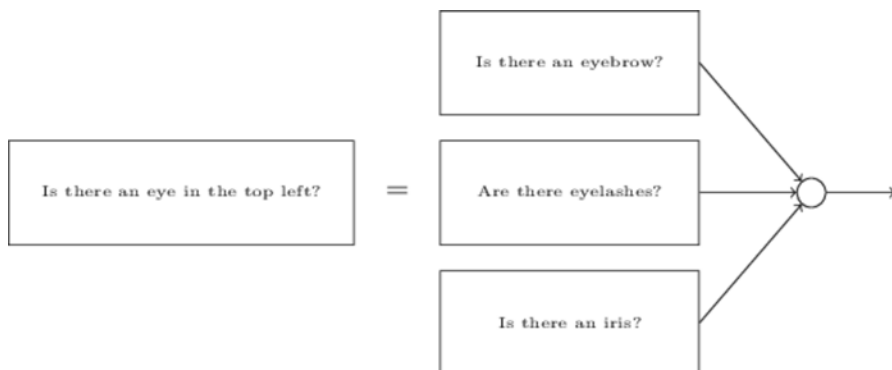 Is there an eyebrow?
Is there an eye in the top left?
=
Are there eyelashes?
Is there an iris?